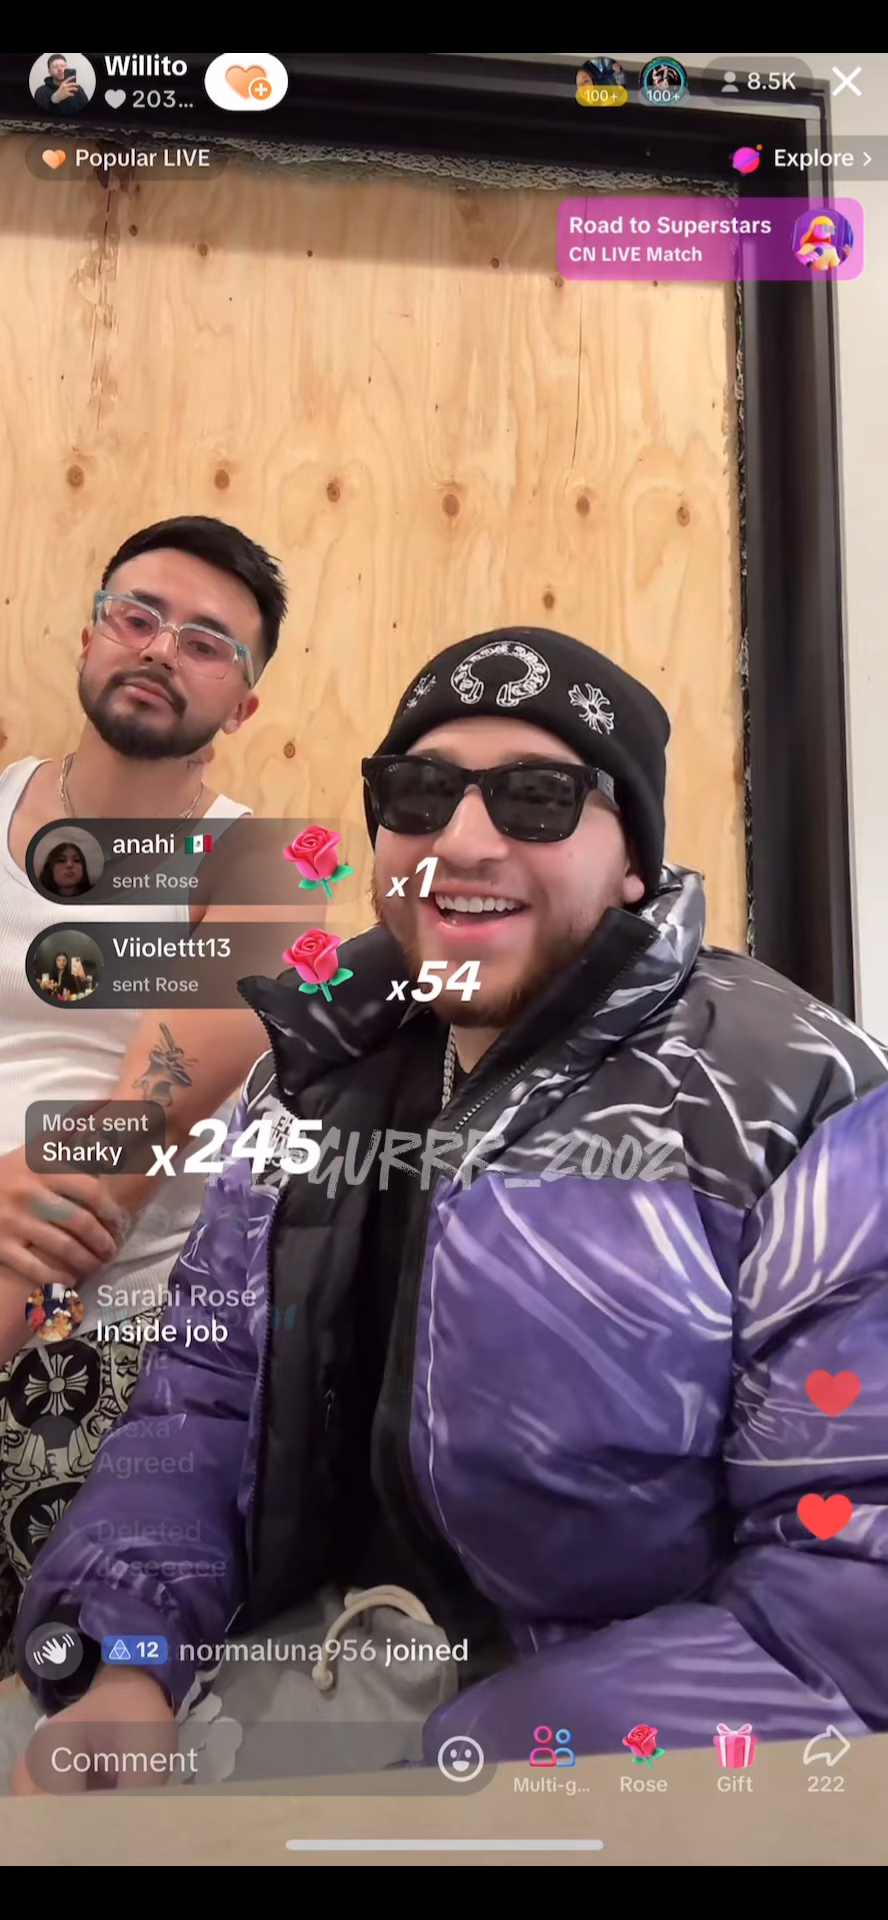 Willito
203...
100+
100+
8.5K
Popular LIVE
Explore >
Road to Superstars
CN LIVE Match
anahi 🇲🇽
sent Rose
x1
Viiolettt13
sent Rose
x54
Most sent
Sharky
x245
GURRR_2002
Sarahi Rose
Inside job
Agreed
Deleted
Joseeeee
12 normaluna956 joined
Comment
Multi-g...
Rose
Gift
222